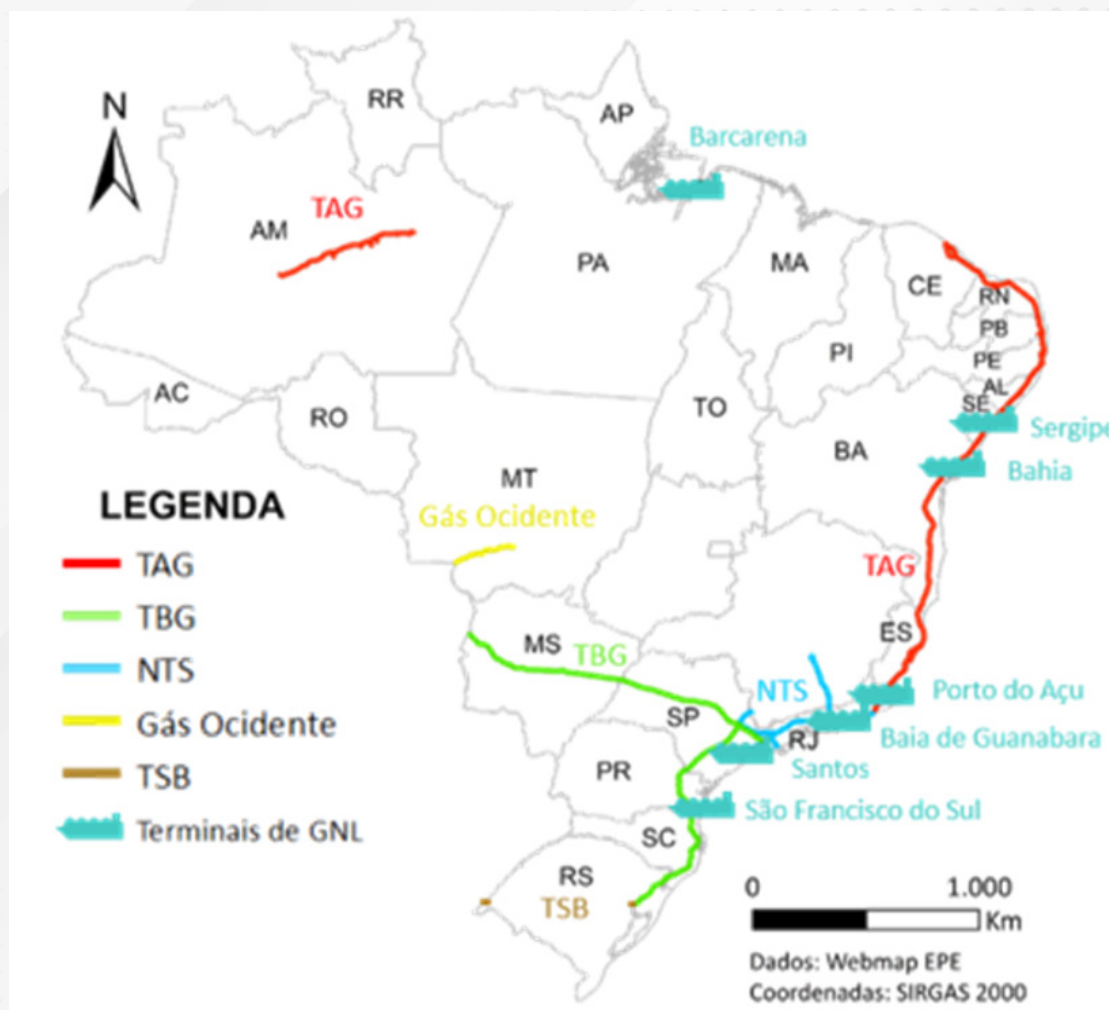 N
RR
AP
Barcarena
TAG
AM
PA
MA
CE
RN
PB
PI
PE
AL
SE
AC
RO
TO
BA
Sergipe
Bahia
MT
Gás Ocidente
LEGENDA
TAG
TBG
NTS
Gás Ocidente
TSB
Terminais de GNL
TAG
ES
MS
TBG
NTS
Porto do Açu
SP
RJ
Baia de Guanabara
Santos
PR
São Francisco do Sul
SC
RS
TSB
0 1.000
Km
Dados: Webmap EPE
Coordenadas: SIRGAS 2000